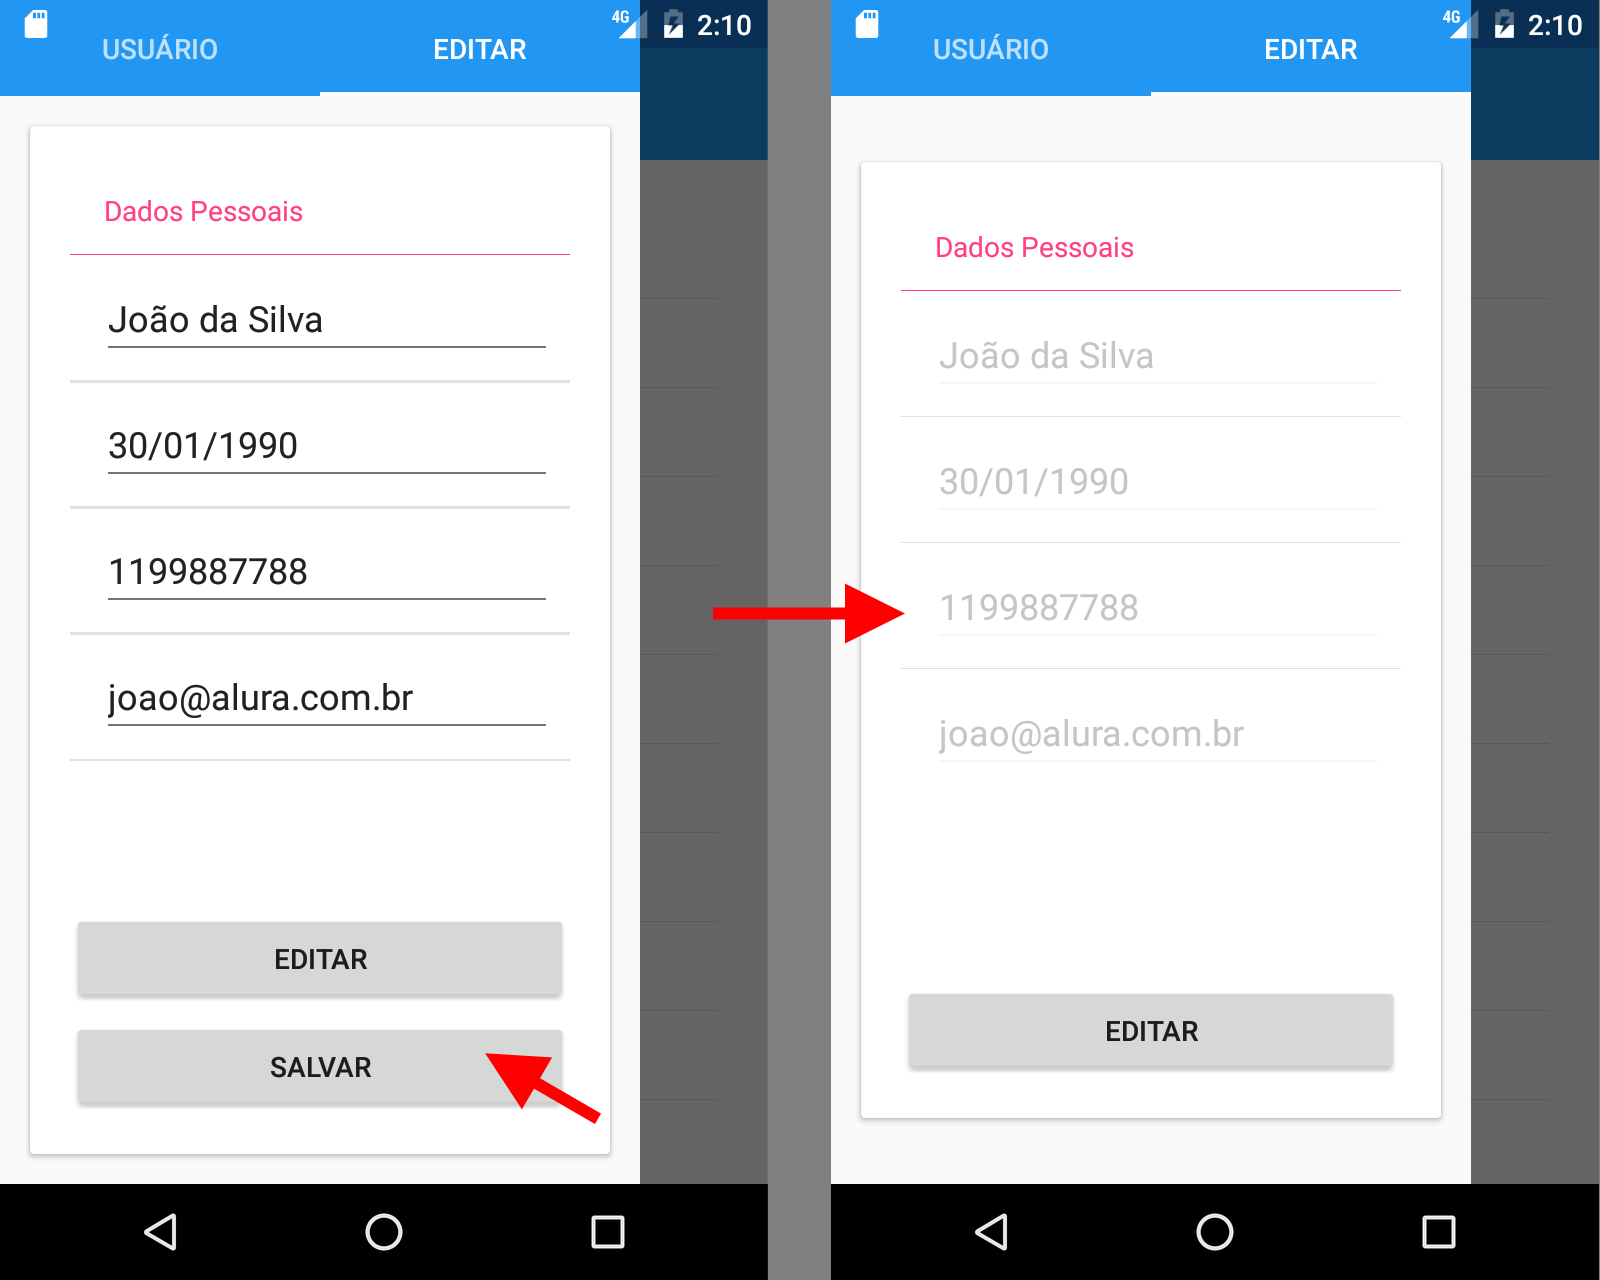 4G 2:10
USUÁRIO EDITAR
Dados Pessoais
João da Silva
30/01/1990
1199887788
joao@alura.com.br
EDITAR
SALVAR
4G 2:10
USUÁRIO EDITAR
Dados Pessoais
João da Silva
30/01/1990
1199887788
joao@alura.com.br
EDITAR